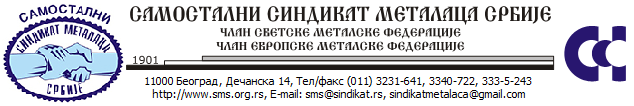 САМОСТАЛНИ
СИНДИКАТ МЕТАЛАЦА
СРБИЈЕ
САМОСТАЛНИ СИНДИКАТ МЕТАЛАЦА СРБИЈЕ
ЧЛАН СВЕТСКЕ МЕТАЛСКЕ ФЕДЕРАЦИЈЕ
ЧЛАН ЕВРОПСКЕ МЕТАЛСКЕ ФЕДЕРАЦИЈЕ
1901
11000 Београд, Дечанска 14, Тел/факс (011) 3231-641, 3340-722, 333-5-243
http://www.sms.org.rs, E-mail: sms@sindikat.rs, sindikatmetalaca@gmail.com